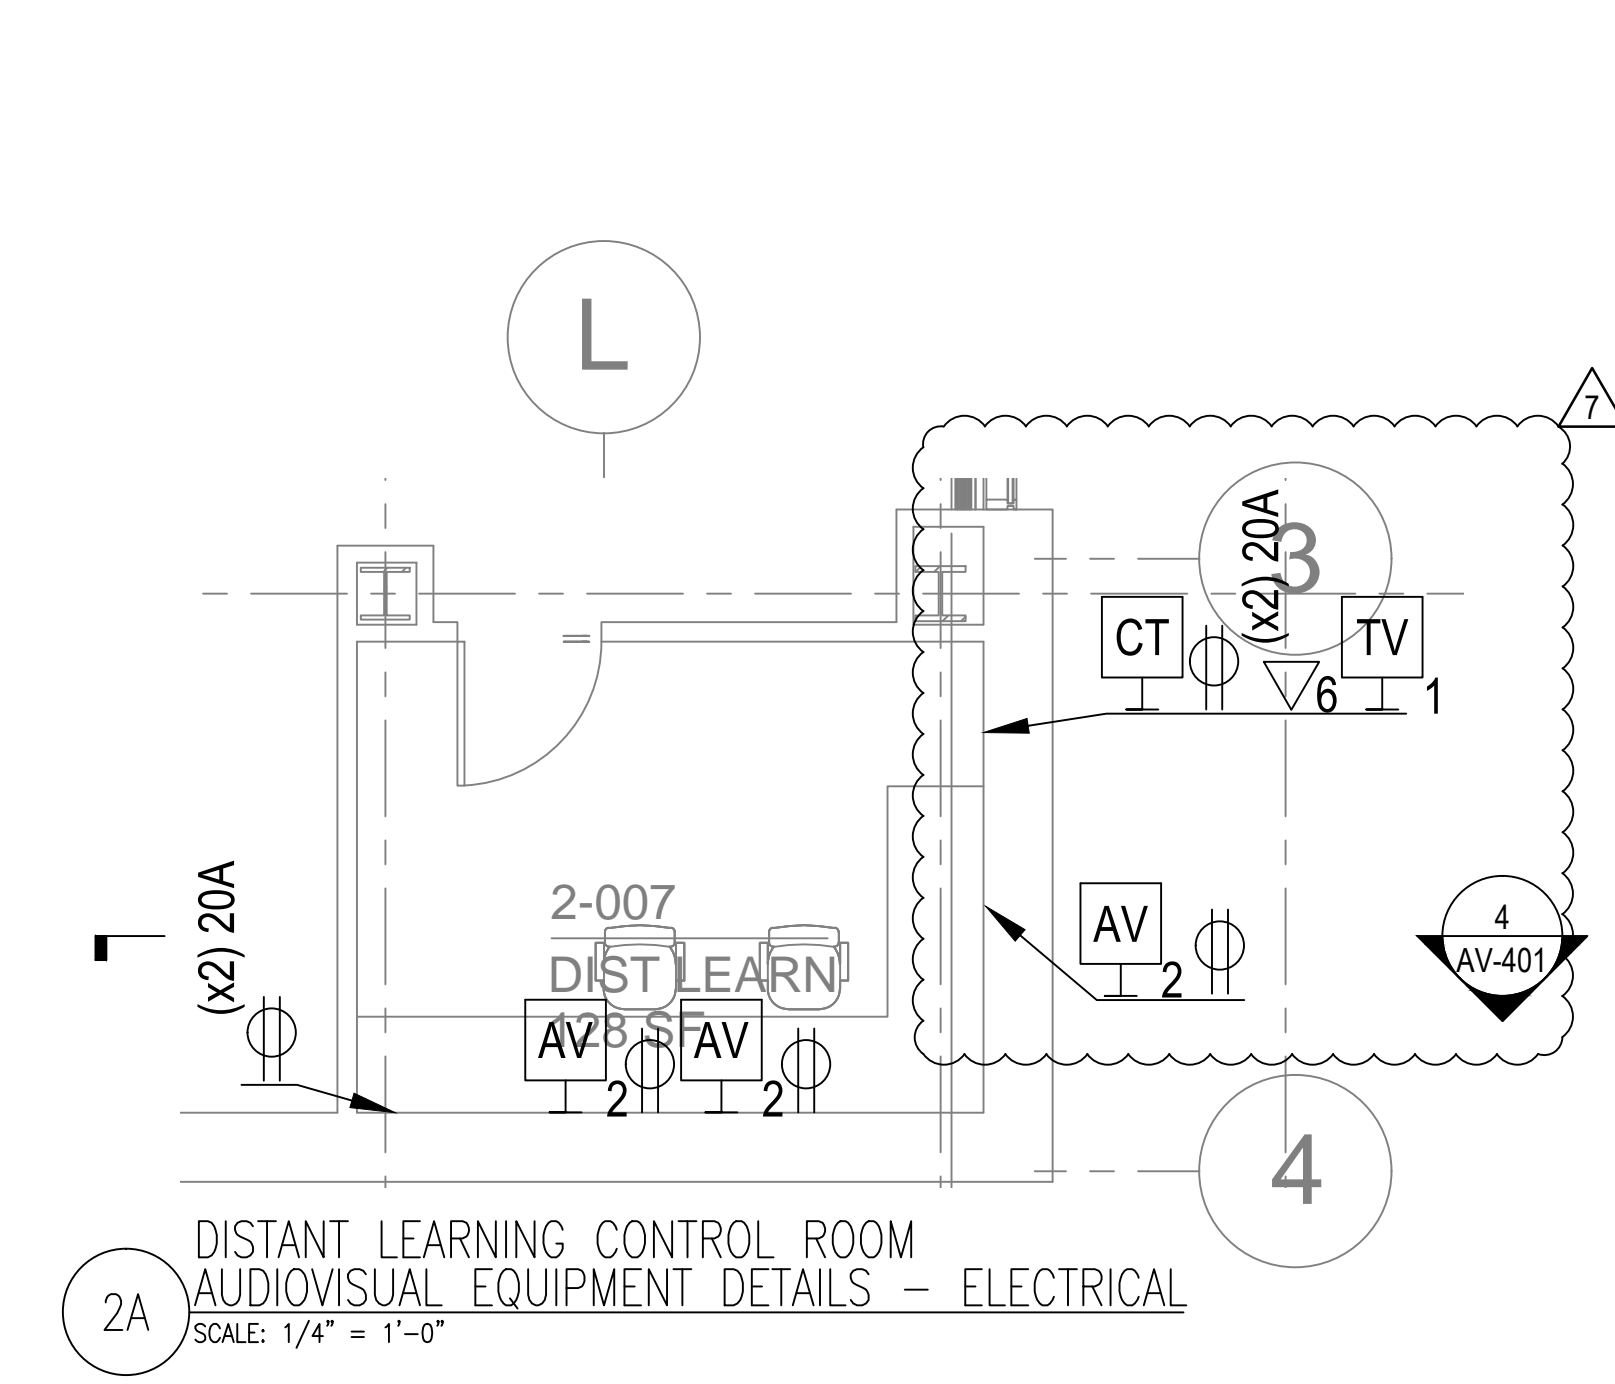 L
7
3
(x2) 20A
CT
TV
6
1
2-007
DIST LEARN
128 SF
(x2) 20A
AV
2
AV
2
AV
2
4
AV-401
4
DISTANT LEARNING CONTROL ROOM
AUDIOVISUAL EQUIPMENT DETAILS - ELECTRICAL
2A
SCALE: 1/4" = 1'-0"